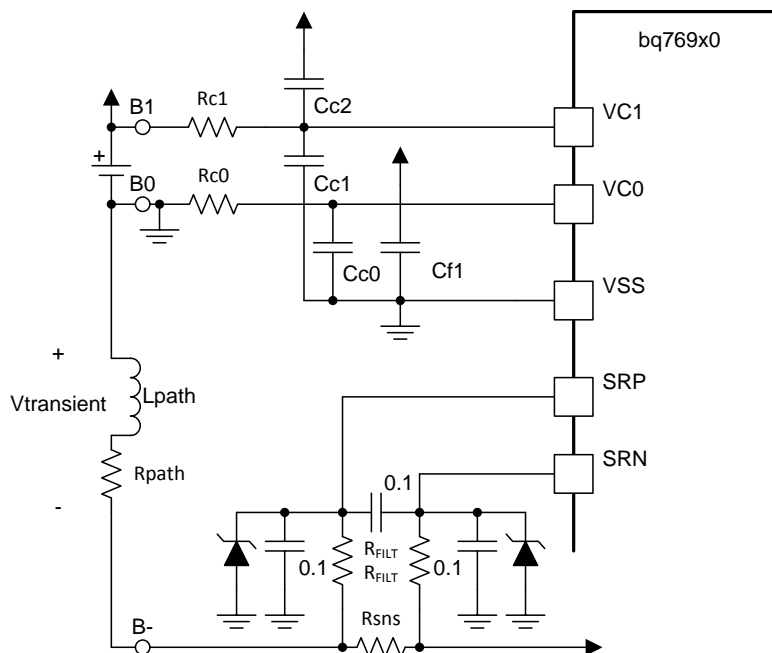 bq769x0
B1
Rc1
Cc2
VC1
+
B0
Rc0
Cc1
VC0
Cc0
Cf1
VSS
+
Vtransient
Lpath
SRP
Rpath
SRN
-
0.1
0.1
RFILT
RFILT
0.1
B-
Rsns